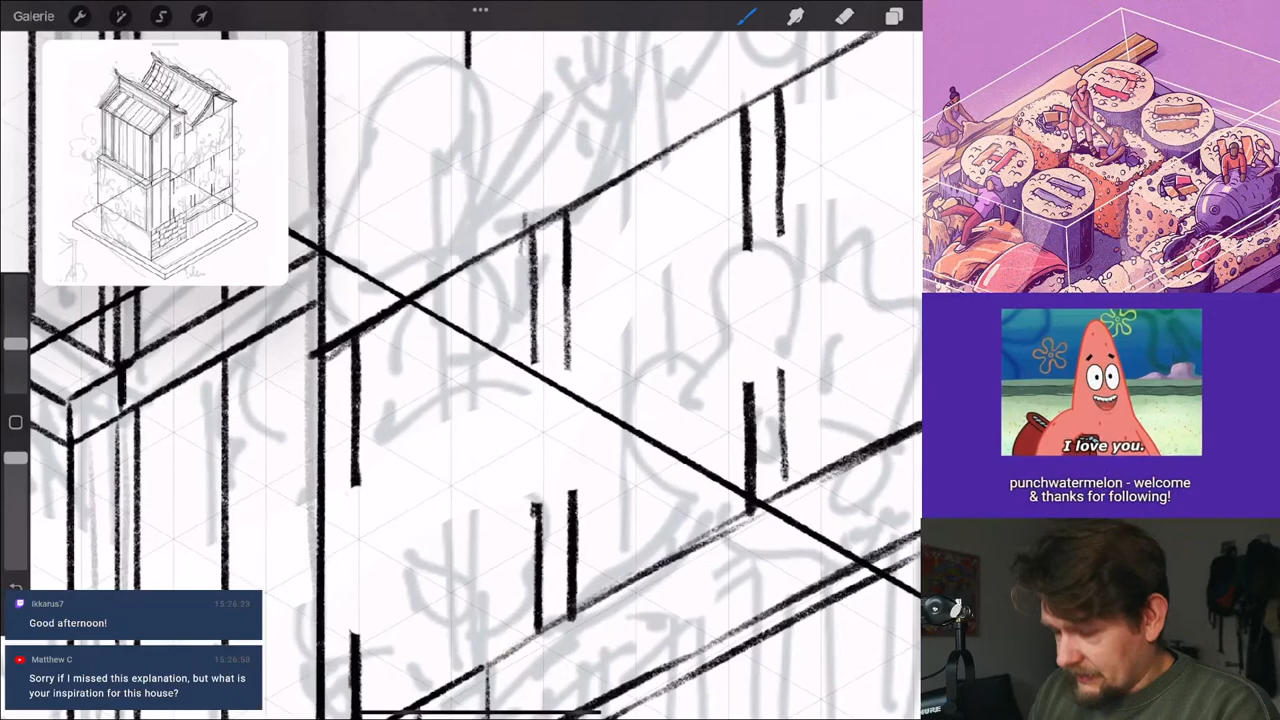 Galerie
Ikkarus7
15:26:23
Good afternoon!
Matthew C
15:26:58
Sorry if I missed this explanation, but what is
your inspiration for this house?
I love you.
punchwatermelon - welcome
& thanks for following!